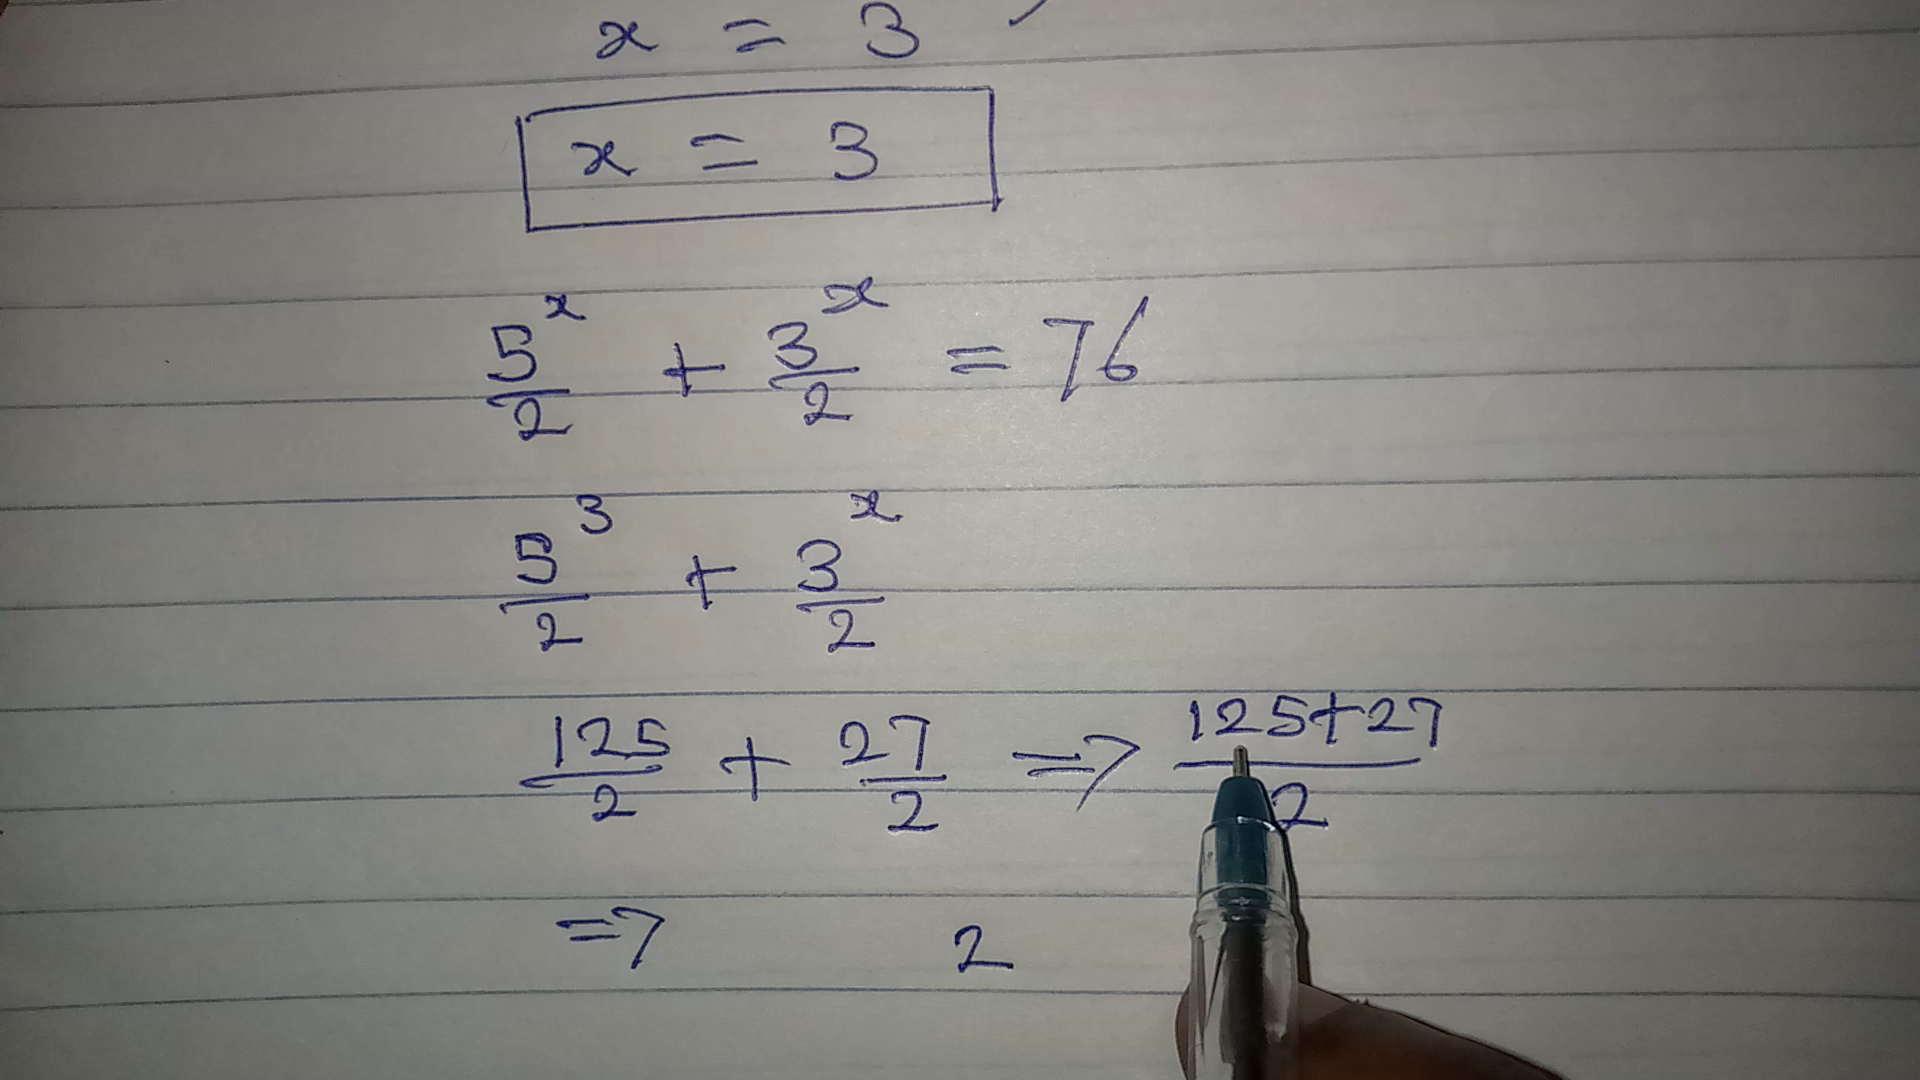 x = 3
x = 3
5^x/2 + 3^x/2 = 76
5^3/2 + 3^x/2
125/2 + 27/2 => 125+27/2
=> 2